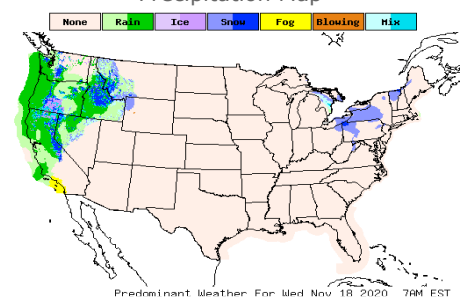 Precipitation Map
None Rain Ice Snow Fog Blowing Mix
Predominant Weather For Wed Nov 18 2020 7AM EST